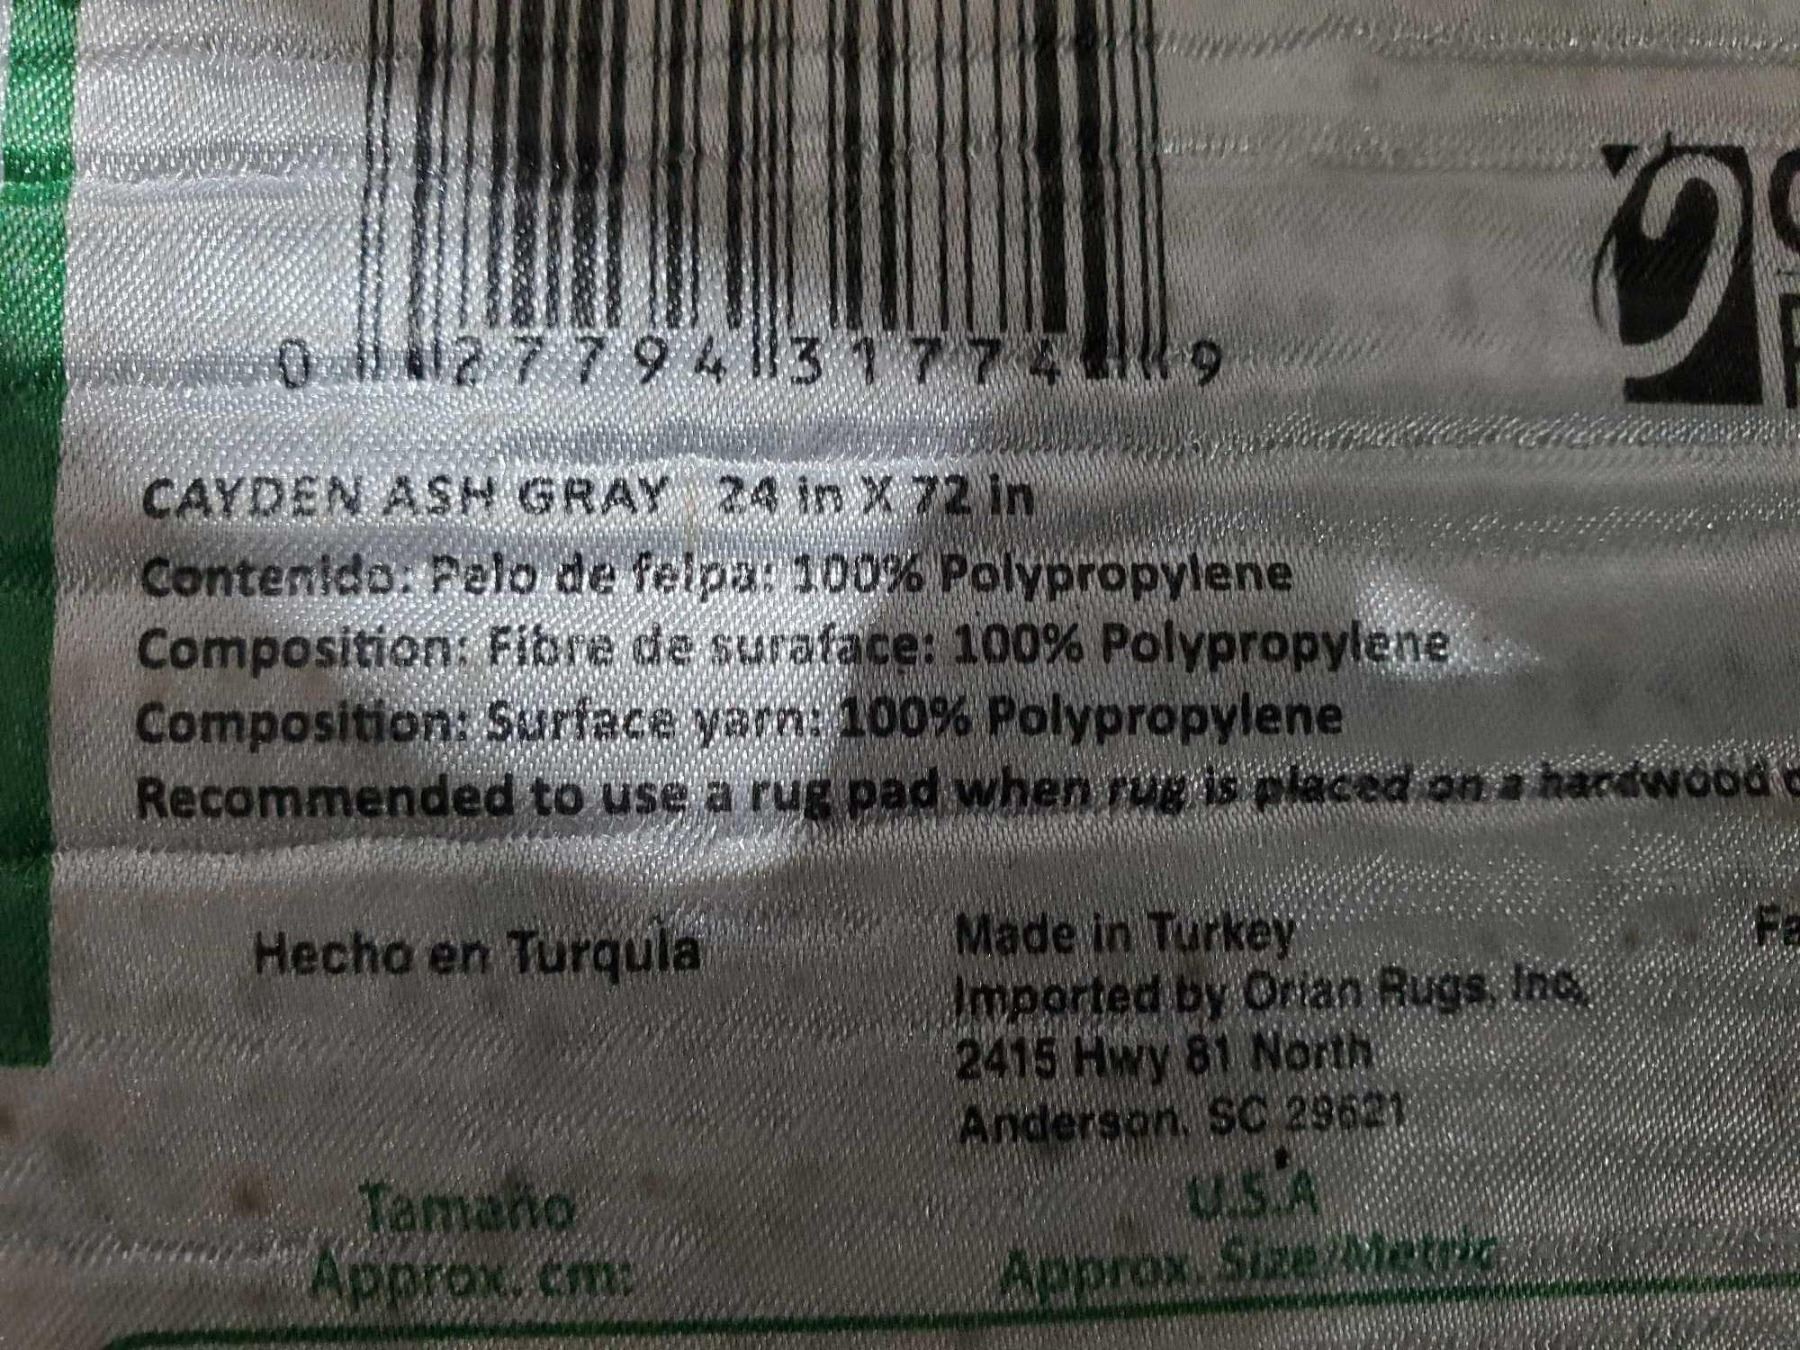 0 27794 31774 9
CAYDEN ASH GRAY 24 in X 72 in
Contenido: Pelo de felpa: 100% Polypropylene
Composition: Fibre de suraface: 100% Polypropylene
Composition: Surface yarn: 100% Polypropylene
Recommended to use a rug pad when rug is placed on a hardwood
Hecho en Turquía
Made in Turkey
Imported by Orian Rugs, Inc,
2415 Hwy 81 North
Anderson, SC 29621
U.S.A
Tamaño
Approx. cm:
Approx. Size/Metric